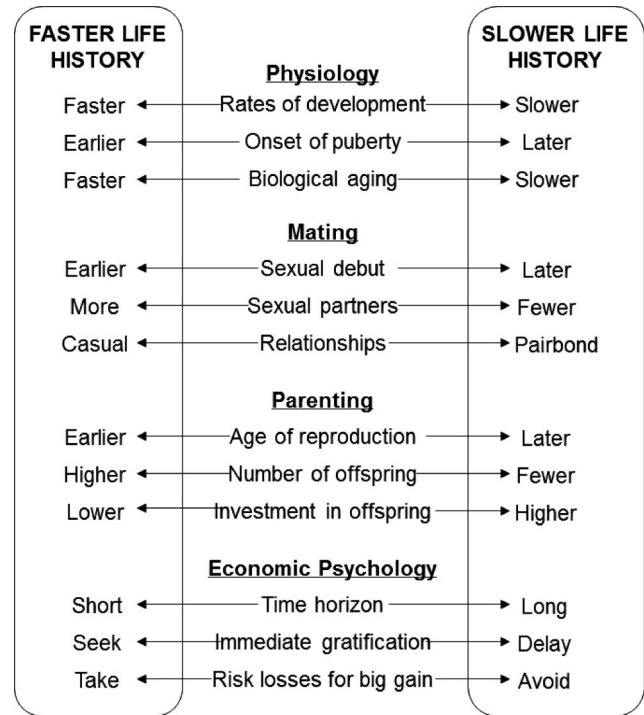 FASTER LIFE HISTORY
SLOWER LIFE HISTORY
Physiology
Faster Rates of development Slower
Earlier Onset of puberty Later
Faster Biological aging Slower
Mating
Earlier Sexual debut Later
More Sexual partners Fewer
Casual Relationships Pairbond
Parenting
Earlier Age of reproduction Later
Higher Number of offspring Fewer
Lower Investment in offspring Higher
Economic Psychology
Short Time horizon Long
Seek Immediate gratification Delay
Take Risk losses for big gain Avoid